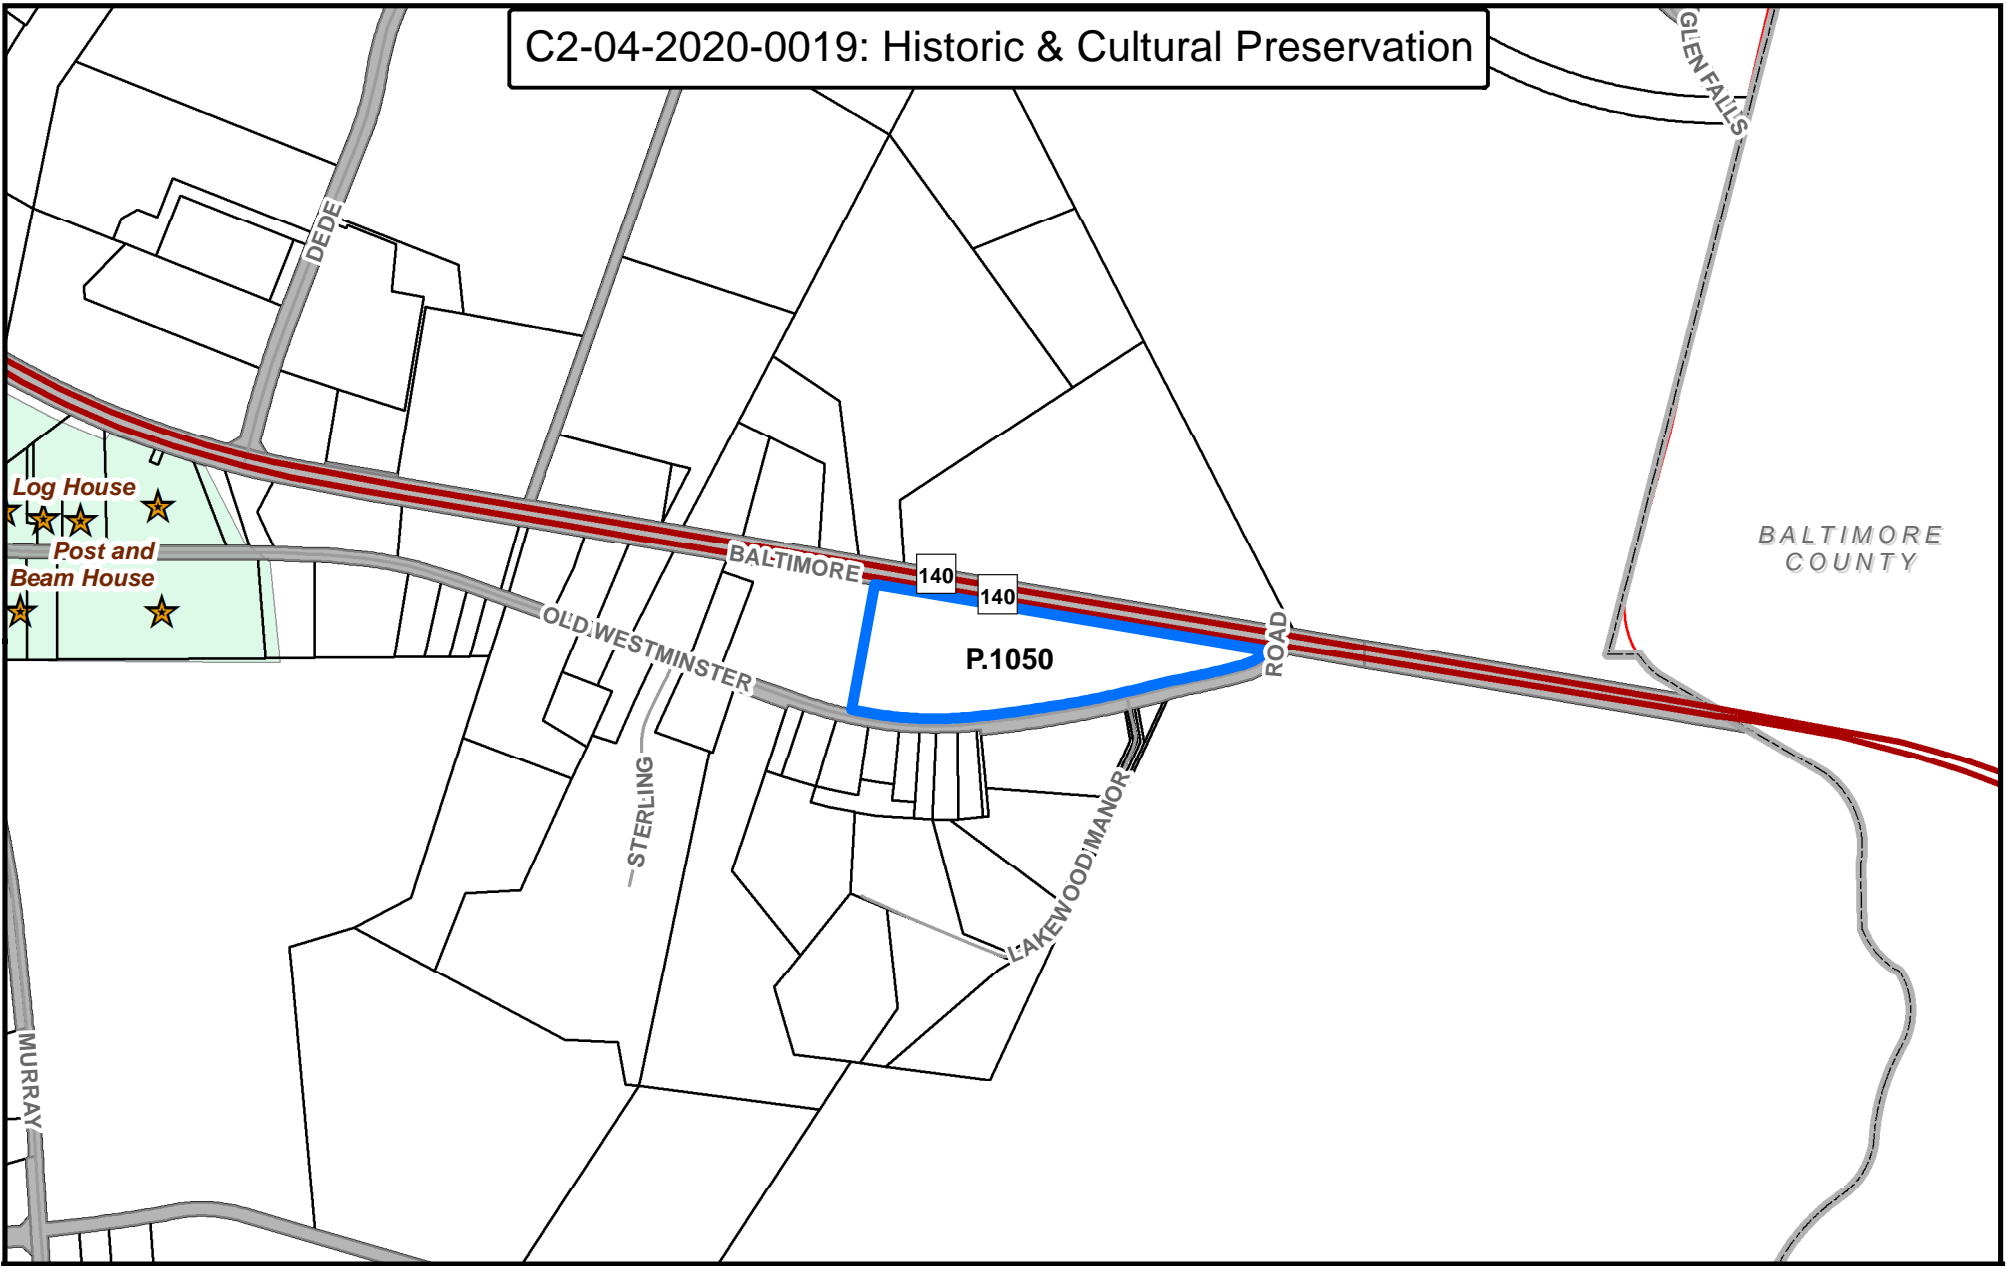 C2-04-2020-0019: Historic & Cultural Preservation
GLEN FALLS
DEDE
Log House
Post and
Beam House
BALTIMORE
COUNTY
BALTIMORE
140
140
OLD WESTMINSTER
ROAD
P.1050
STERLING
LAKEWOOD MANOR
MURRAY